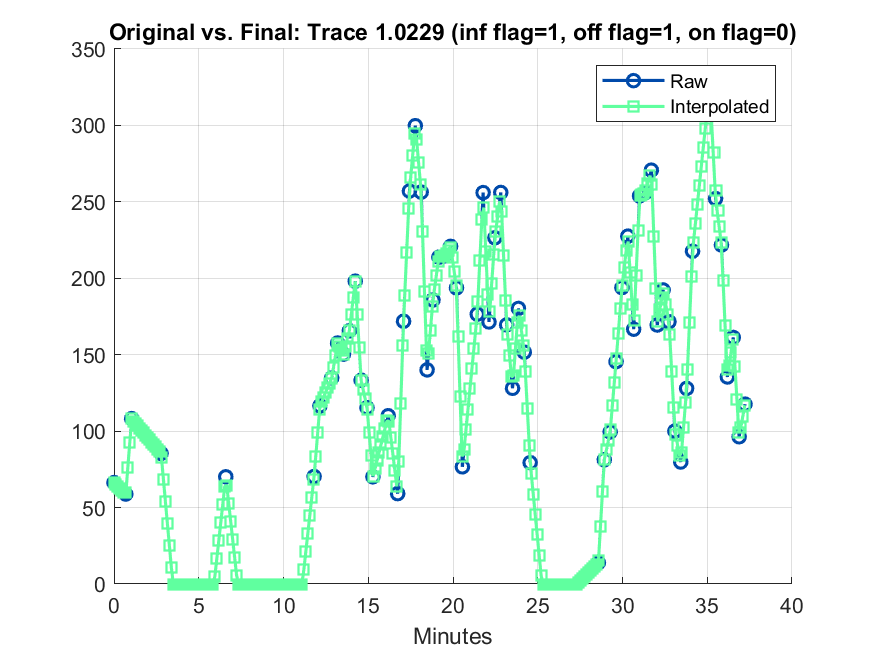 Original vs. Final: Trace 1.0229 (inf flag=1, off flag=1, on flag=0)
350
300
250
200
150
100
50
0
Raw
Interpolated
0 5 10 15 20 25 30 35 40
Minutes